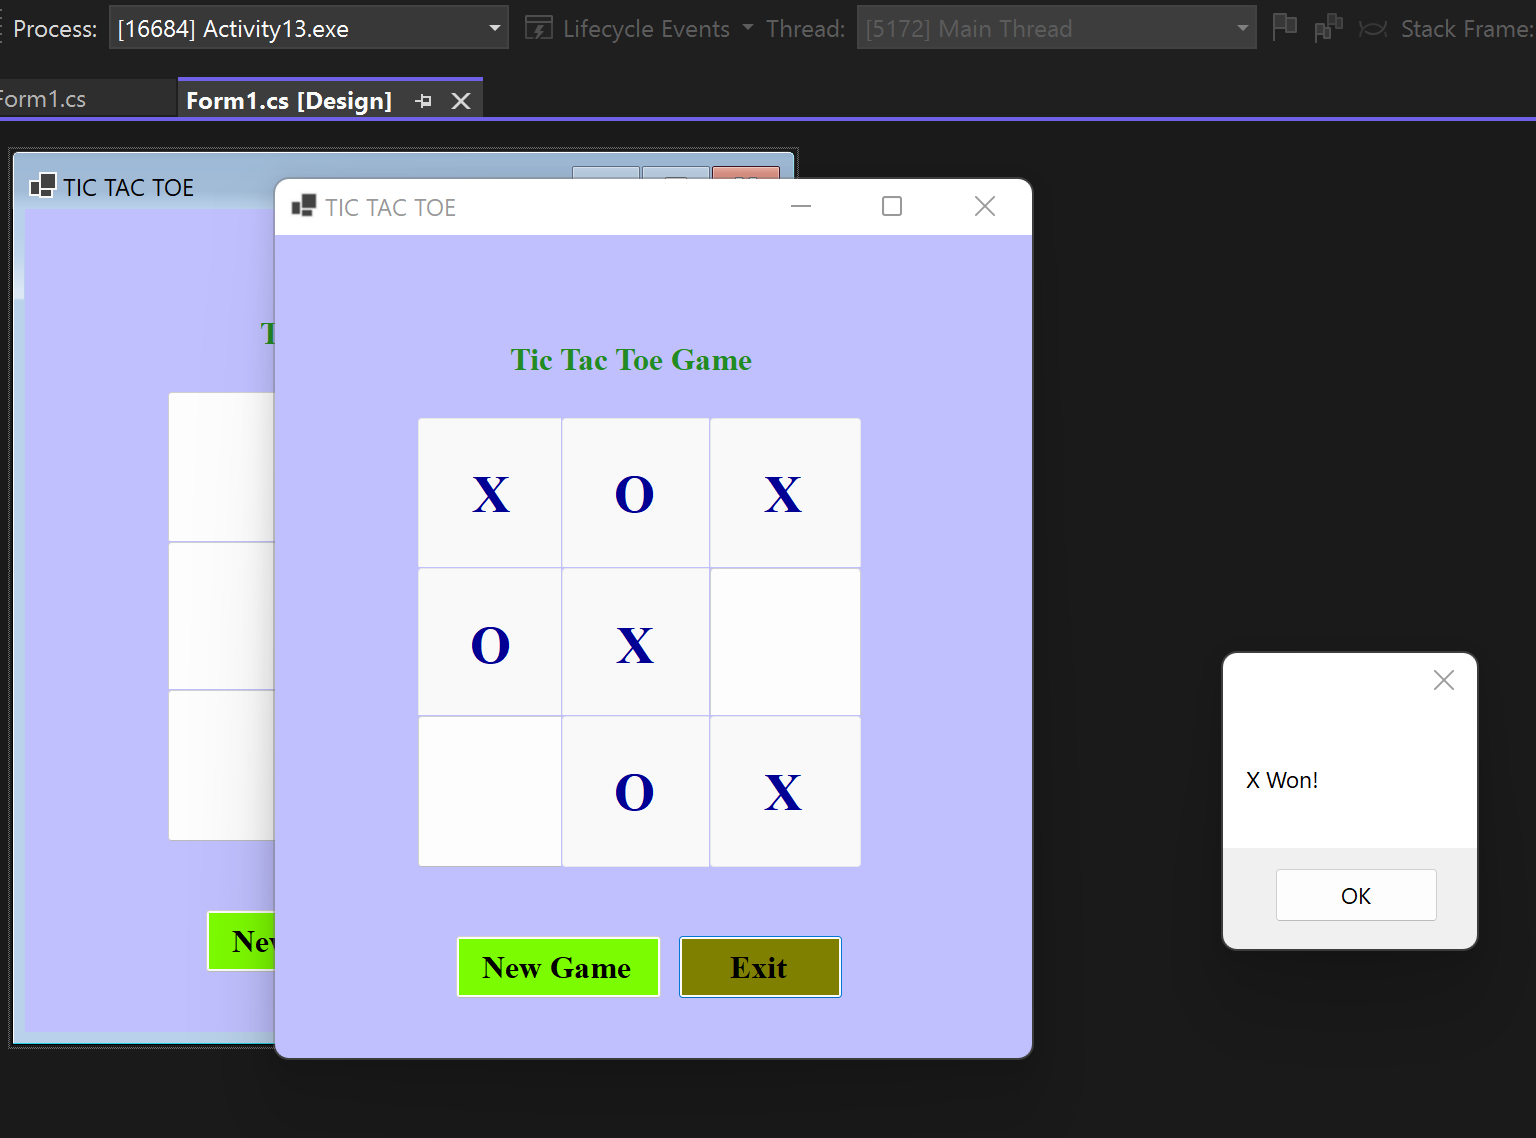 Process: [16684] Activity13.exe Lifecycle Events Thread: [5172] Main Thread Stack Frame:
Form1.cs Form1.cs [Design]
TIC TAC TOE
TIC TAC TOE
Tic Tac Toe Game
X O X
O X
O X
New Game Exit
X Won!
OK